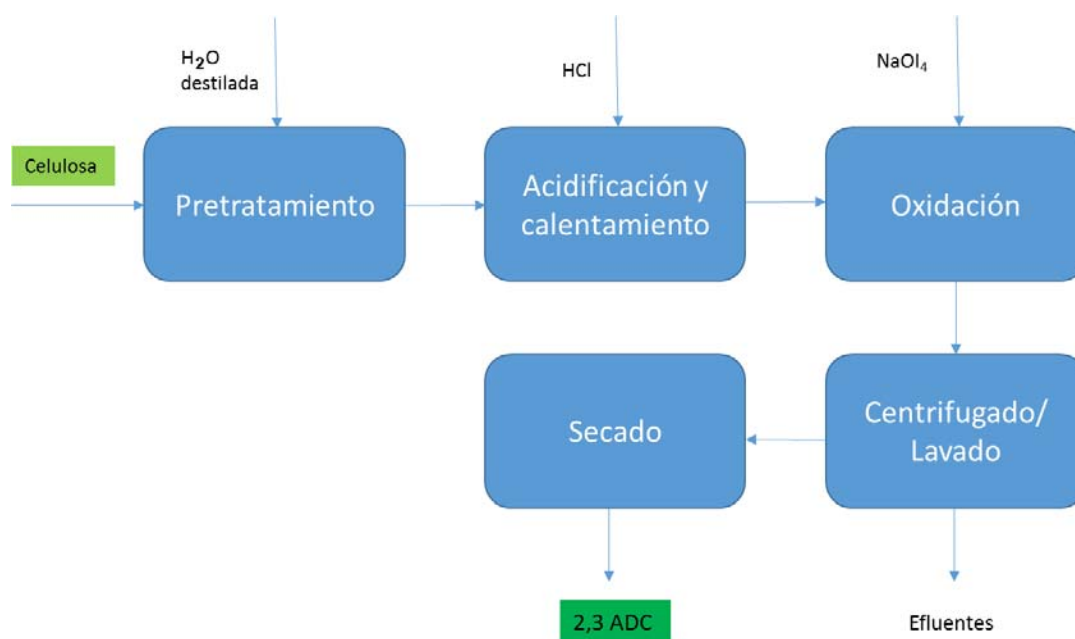 H₂O
destilada
HCl
NaOI₄
Celulosa
Pretratamiento
Acidificación y
calentamiento
Oxidación
Secado
Centrifugado/
Lavado
2,3 ADC
Efluentes